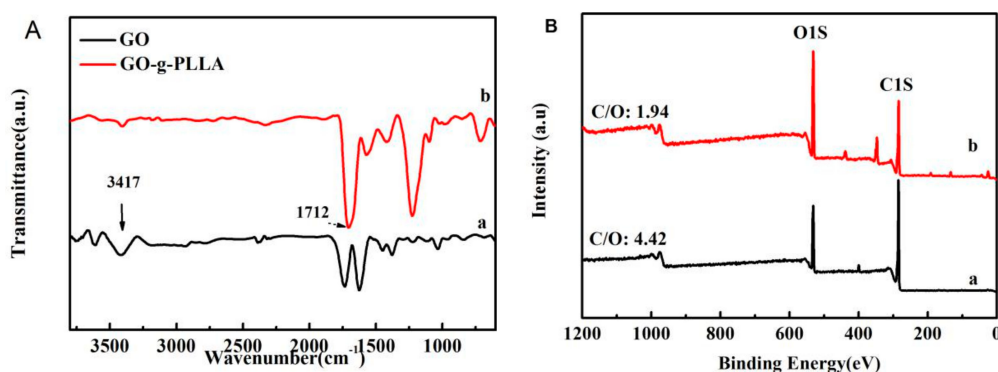 A
GO
GO-g-PLLA
b
3417
1712
a
Transmittance(a.u.)
3500 3000 2500 2000 1500 1000
Wavenumber(cm⁻¹)
B
O1S
C1S
C/O: 1.94
b
C/O: 4.42
a
Intensity (a.u)
1200 1000 800 600 400 200 0
Binding Energy(eV)